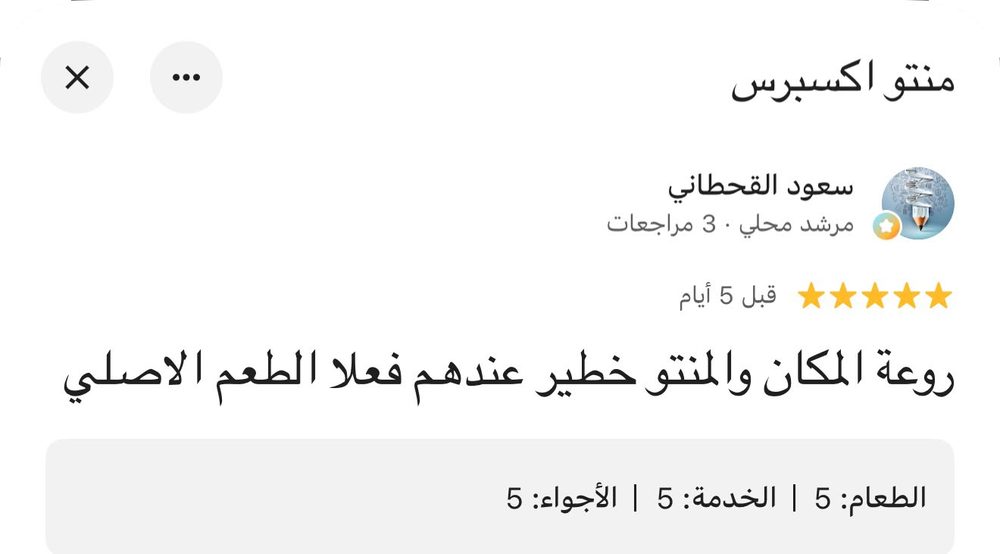 منتو اكسبرس
سعود القحطاني
مرشد محلي · 3 مراجعات
قبل 5 أيام
روعة المكان والمنتو خطير عندهم فعلا الطعم الاصلي
الطعام: 5 | الخدمة: 5 | الأجواء: 5